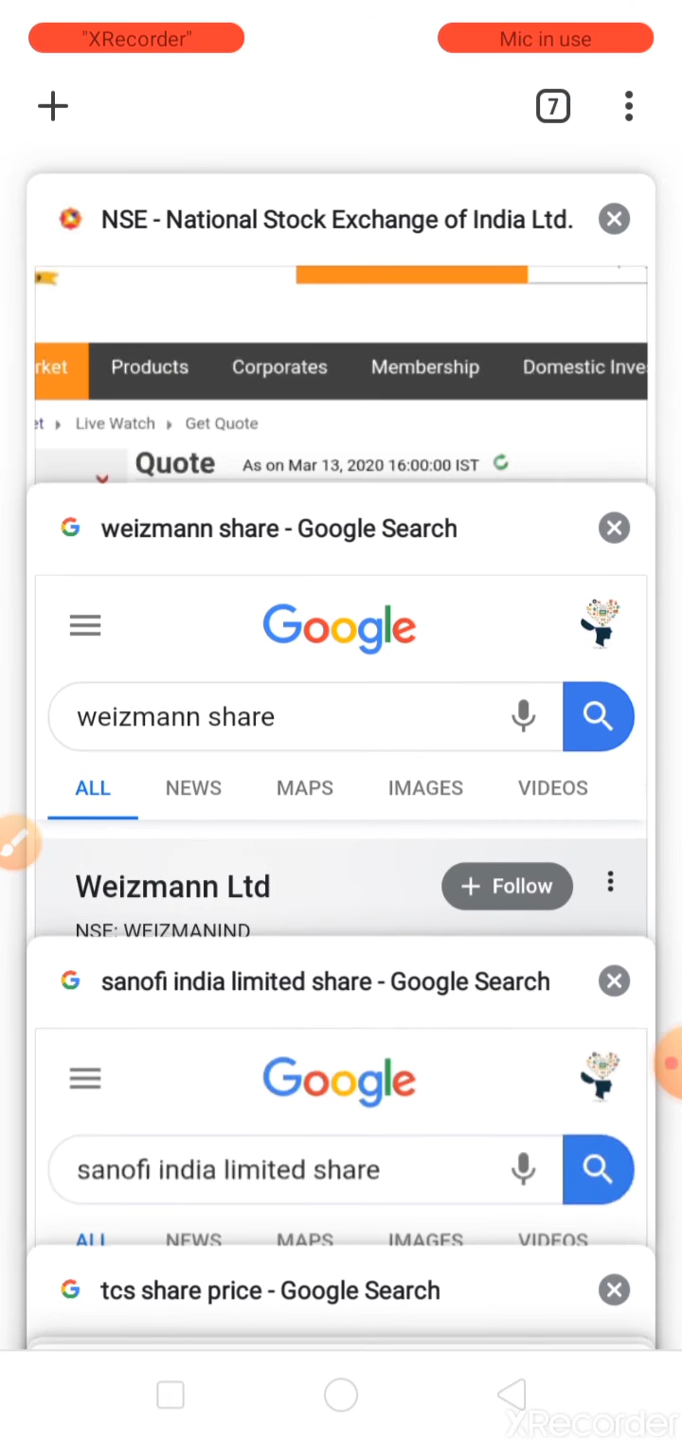 "XRecorder" Mic in use
7
NSE - National Stock Exchange of India Ltd.
rket Products Corporates Membership Domestic Inve
et Live Watch Get Quote
Quote As on Mar 13, 2020 16:00:00 IST
weizmann share - Google Search
Google
weizmann share
ALL NEWS MAPS IMAGES VIDEOS
Weizmann Ltd + Follow
NSE: WEIZMANIND
sanofi india limited share - Google Search
Google
sanofi india limited share
ALL NEWS MAPS IMAGES VIDEOS
tcs share price - Google Search
XRecorder